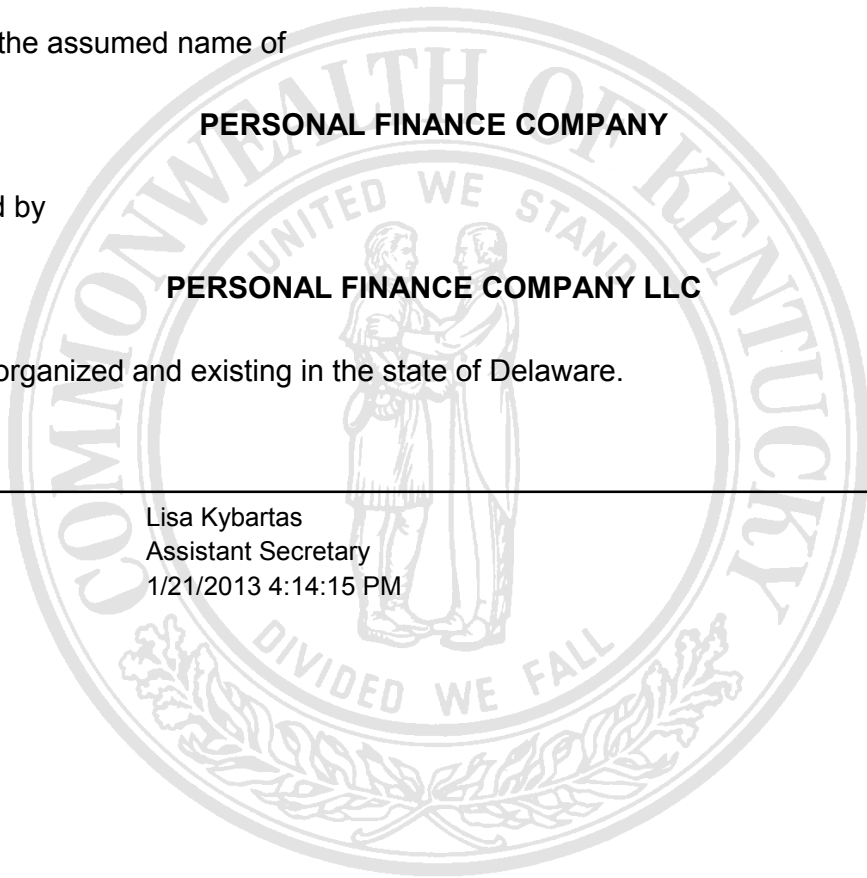 the assumed name of
PERSONAL FINANCE COMPANY
d by
PERSONAL FINANCE COMPANY LLC
organized and existing in the state of Delaware.
Lisa Kybartas
Assistant Secretary
1/21/2013 4:14:15 PM
COMMONWEALTH OF KENTUCKY
UNITED WE STAND
DIVIDED WE FALL